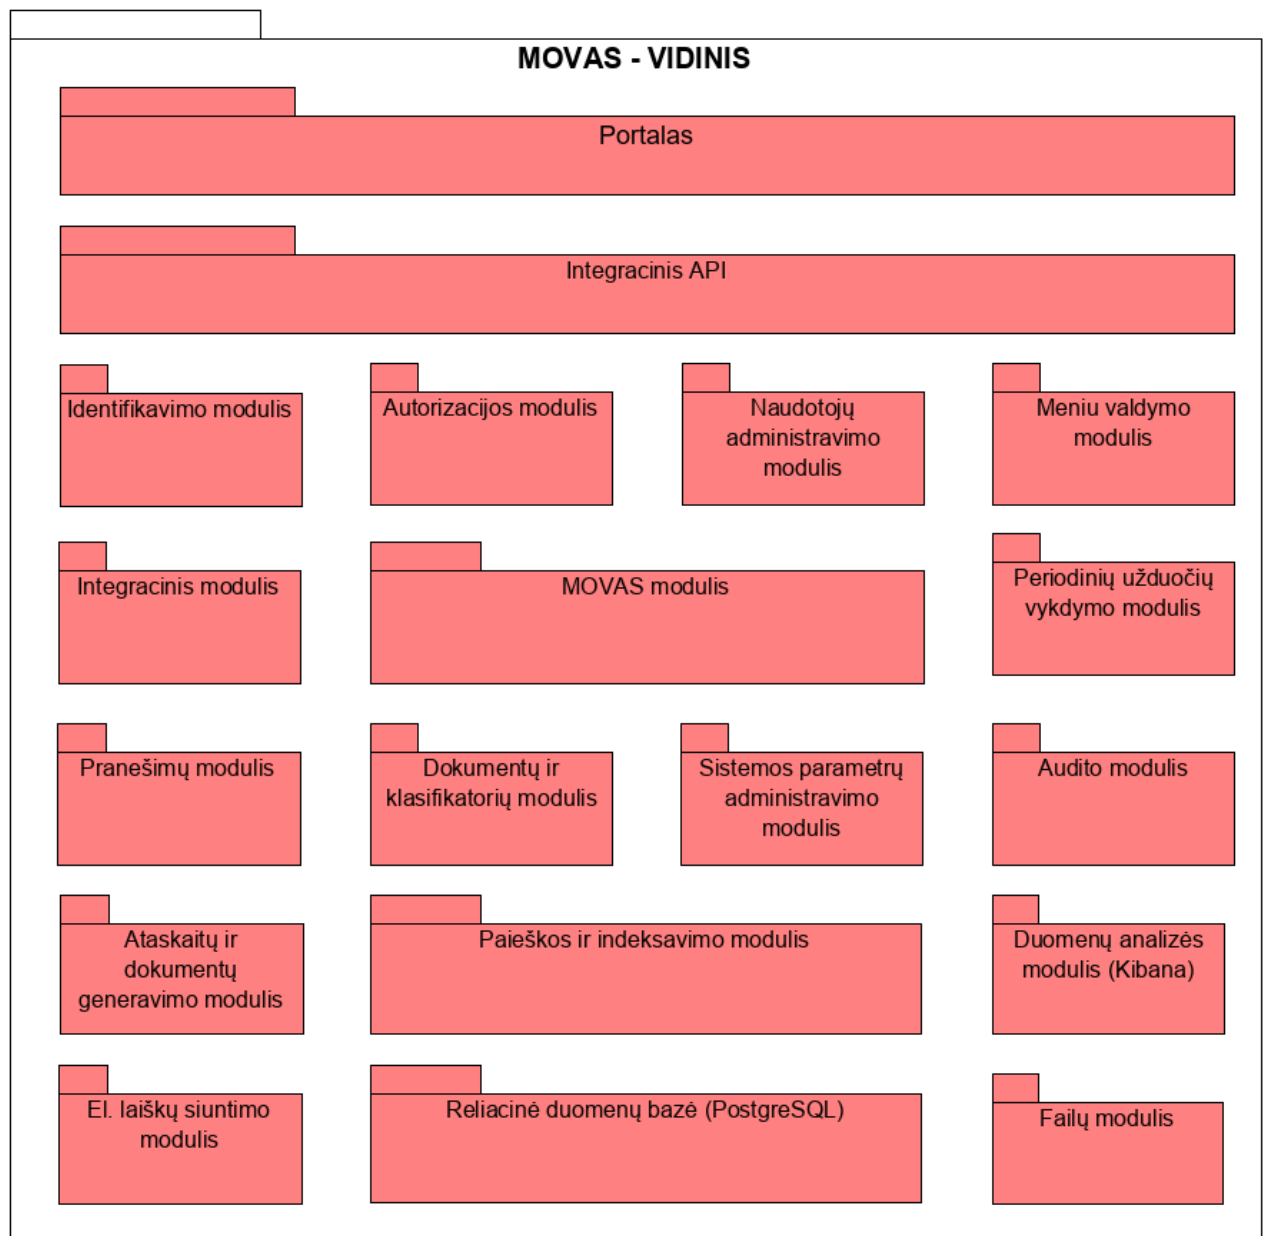 MOVAS - VIDINIS
Portalas
Integracinis API
Identifikavimo modulis
Autorizacijos modulis
Naudotojų
administravimo
modulis
Meniu valdymo
modulis
Integracinis modulis
MOVAS modulis
Periodinių užduočių
vykdymo modulis
Pranešimų modulis
Dokumentų ir
klasifikatorių modulis
Sistemos parametrų
administravimo
modulis
Audito modulis
Ataskaitų ir
dokumentų
generavimo modulis
Paieškos ir indeksavimo modulis
Duomenų analizės
modulis (Kibana)
El. laiškų siuntimo
modulis
Reliacinė duomenų bazė (PostgreSQL)
Failų modulis